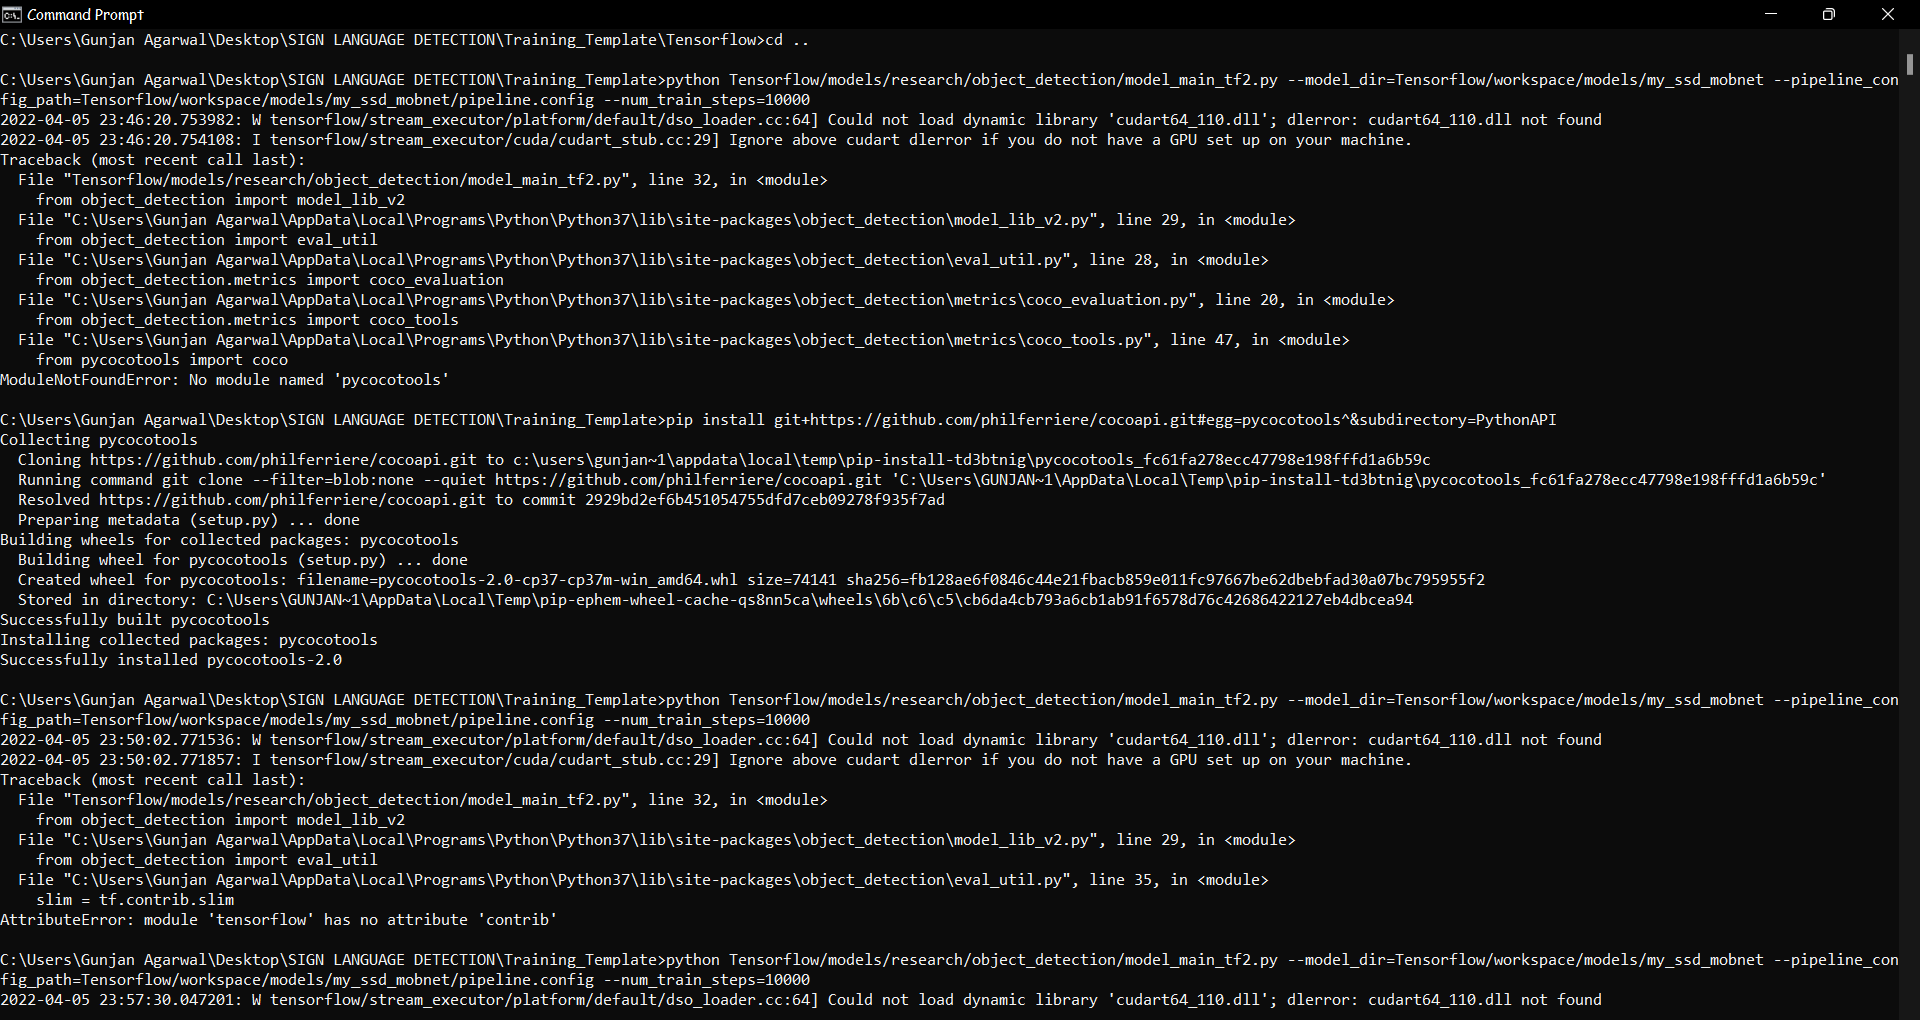 Command Prompt
C:\Users\Gunjan Agarwal\Desktop\SIGN LANGUAGE DETECTION\Training_Template\Tensorflow>cd ..
C:\Users\Gunjan Agarwal\Desktop\SIGN LANGUAGE DETECTION\Training_Template>python Tensorflow/models/research/object_detection/model_main_tf2.py --model_dir=Tensorflow/workspace/models/my_ssd_mobnet --pipeline_con
fig_path=Tensorflow/workspace/models/my_ssd_mobnet/pipeline.config --num_train_steps=10000
2022-04-05 23:46:20.753982: W tensorflow/stream_executor/platform/default/dso_loader.cc:64] Could not load dynamic library 'cudart64_110.dll'; dlerror: cudart64_110.dll not found
2022-04-05 23:46:20.754108: I tensorflow/stream_executor/cuda/cudart_stub.cc:29] Ignore above cudart dlerror if you do not have a GPU set up on your machine.
Traceback (most recent call last):
  File "Tensorflow/models/research/object_detection/model_main_tf2.py", line 32, in <module>
    from object_detection import model_lib_v2
  File "C:\Users\Gunjan Agarwal\AppData\Local\Programs\Python\Python37\lib\site-packages\object_detection\model_lib_v2.py", line 29, in <module>
    from object_detection import eval_util
  File "C:\Users\Gunjan Agarwal\AppData\Local\Programs\Python\Python37\lib\site-packages\object_detection\eval_util.py", line 28, in <module>
    from object_detection.metrics import coco_evaluation
  File "C:\Users\Gunjan Agarwal\AppData\Local\Programs\Python\Python37\lib\site-packages\object_detection\metrics\coco_evaluation.py", line 20, in <module>
    from object_detection.metrics import coco_tools
  File "C:\Users\Gunjan Agarwal\AppData\Local\Programs\Python\Python37\lib\site-packages\object_detection\metrics\coco_tools.py", line 47, in <module>
    from pycocotools import coco
ModuleNotFoundError: No module named 'pycocotools'
C:\Users\Gunjan Agarwal\Desktop\SIGN LANGUAGE DETECTION\Training_Template>pip install git+https://github.com/philferriere/cocoapi.git#egg=pycocotools^&subdirectory=PythonAPI
Collecting pycocotools
  Cloning https://github.com/philferriere/cocoapi.git to c:\users\gunjan~1\appdata\local\temp\pip-install-td3btnig\pycocotools_fc61fa278ecc47798e198fffd1a6b59c
  Running command git clone --filter=blob:none --quiet https://github.com/philferriere/cocoapi.git 'C:\Users\GUNJAN~1\AppData\Local\Temp\pip-install-td3btnig\pycocotools_fc61fa278ecc47798e198fffd1a6b59c'
  Resolved https://github.com/philferriere/cocoapi.git to commit 2929bd2ef6b451054755dfd7ceb09278f935f7ad
  Preparing metadata (setup.py) ... done
Building wheels for collected packages: pycocotools
  Building wheel for pycocotools (setup.py) ... done
  Created wheel for pycocotools: filename=pycocotools-2.0-cp37-cp37m-win_amd64.whl size=74141 sha256=fb128ae6f0846c44e21fbacb859e011fc97667be62dbebfad30a07bc795955f2
  Stored in directory: C:\Users\GUNJAN~1\AppData\Local\Temp\pip-ephem-wheel-cache-qs8nn5ca\wheels\6b\c6\c5\cb6da4cb793a6cb1ab91f6578d76c42686422127eb4dbcea94
Successfully built pycocotools
Installing collected packages: pycocotools
Successfully installed pycocotools-2.0
C:\Users\Gunjan Agarwal\Desktop\SIGN LANGUAGE DETECTION\Training_Template>python Tensorflow/models/research/object_detection/model_main_tf2.py --model_dir=Tensorflow/workspace/models/my_ssd_mobnet --pipeline_con
fig_path=Tensorflow/workspace/models/my_ssd_mobnet/pipeline.config --num_train_steps=10000
2022-04-05 23:50:02.771536: W tensorflow/stream_executor/platform/default/dso_loader.cc:64] Could not load dynamic library 'cudart64_110.dll'; dlerror: cudart64_110.dll not found
2022-04-05 23:50:02.771857: I tensorflow/stream_executor/cuda/cudart_stub.cc:29] Ignore above cudart dlerror if you do not have a GPU set up on your machine.
Traceback (most recent call last):
  File "Tensorflow/models/research/object_detection/model_main_tf2.py", line 32, in <module>
    from object_detection import model_lib_v2
  File "C:\Users\Gunjan Agarwal\AppData\Local\Programs\Python\Python37\lib\site-packages\object_detection\model_lib_v2.py", line 29, in <module>
    from object_detection import eval_util
  File "C:\Users\Gunjan Agarwal\AppData\Local\Programs\Python\Python37\lib\site-packages\object_detection\eval_util.py", line 35, in <module>
    slim = tf.contrib.slim
AttributeError: module 'tensorflow' has no attribute 'contrib'
C:\Users\Gunjan Agarwal\Desktop\SIGN LANGUAGE DETECTION\Training_Template>python Tensorflow/models/research/object_detection/model_main_tf2.py --model_dir=Tensorflow/workspace/models/my_ssd_mobnet --pipeline_con
fig_path=Tensorflow/workspace/models/my_ssd_mobnet/pipeline.config --num_train_steps=10000
2022-04-05 23:57:30.047201: W tensorflow/stream_executor/platform/default/dso_loader.cc:64] Could not load dynamic library 'cudart64_110.dll'; dlerror: cudart64_110.dll not found